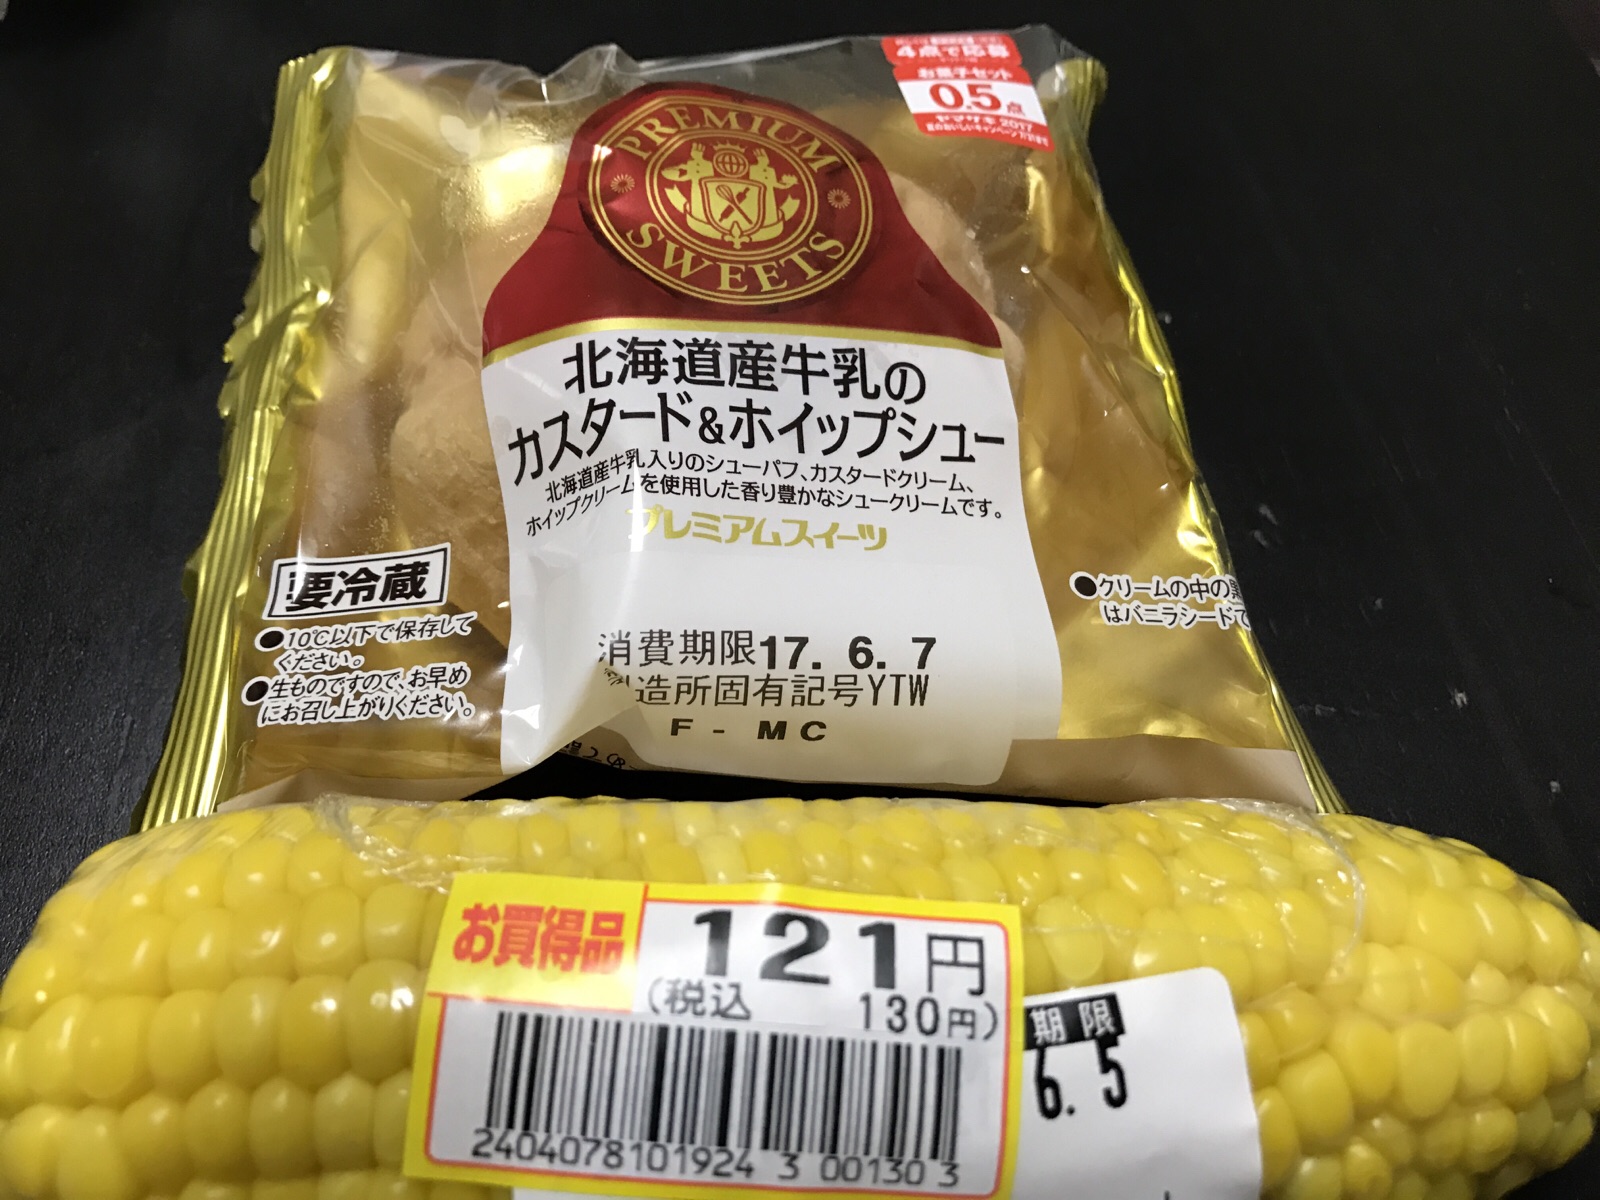 4点で応募
お菓子セット
0.5点
ヤマザキ 2017
PREMIUM
SWEETS
北海道産牛乳の
カスタード&ホイップシュー
北海道産牛乳入りのシューパフ、カスタードクリーム、
ホイップクリームを使用した香り豊かなシュークリームです。
プレミアムスイーツ
要冷蔵
●10℃以下で保存して
ください。
●生ものですので、お早め
にお召し上がりください。
●クリームの中の黒
はバニラシードで
消費期限17. 6. 7
製造所固有記号YTW
F - MC
お買得品
121円
(税込 130円)
2404078101924 3 00130 3
期限
6. 5